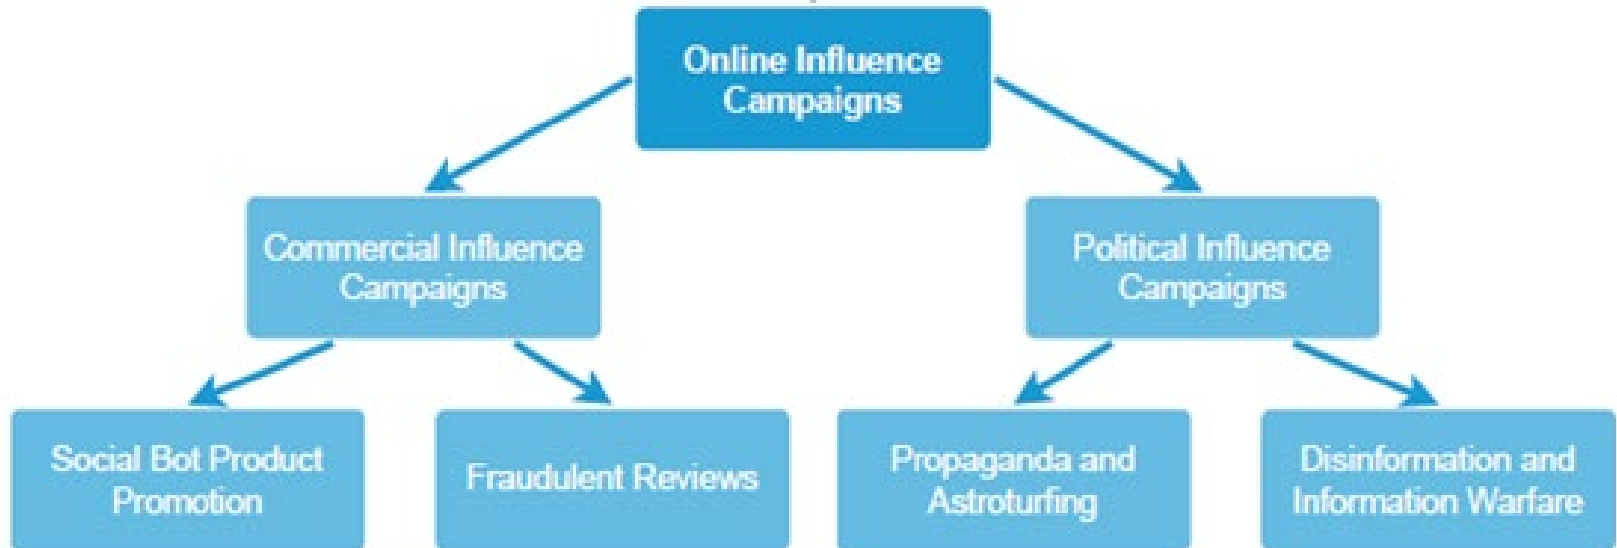 Online Influence
Campaigns
Commercial Influence
Campaigns
Political Influence
Campaigns
Social Bot Product
Promotion
Fraudulent Reviews
Propaganda and
Astroturfing
Disinformation and
Information Warfare